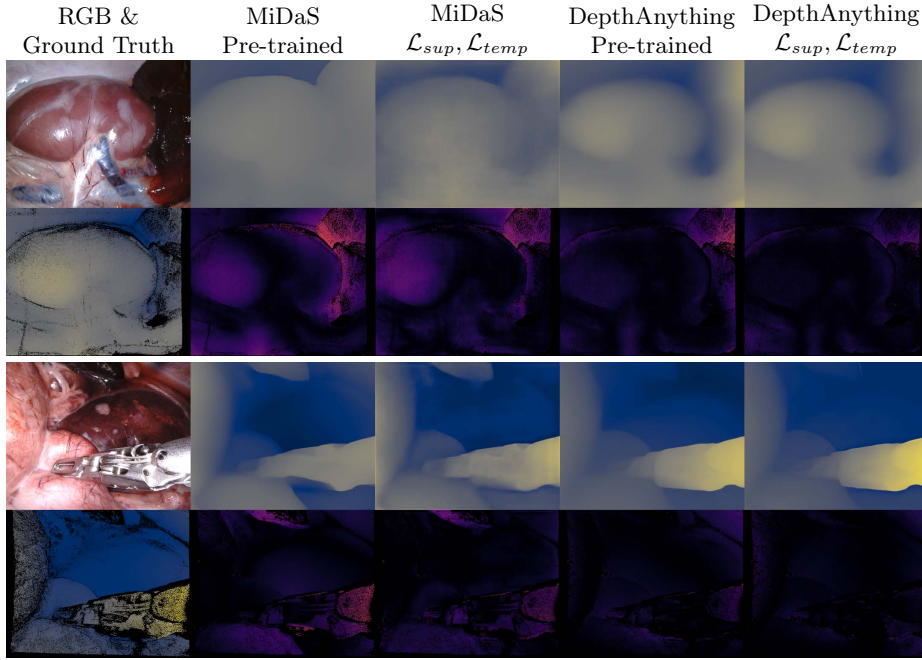 RGB &
Ground Truth
MiDaS
Pre-trained
MiDaS
$\mathcal{L}_{sup}, \mathcal{L}_{temp}$
DepthAnything
Pre-trained
DepthAnything
$\mathcal{L}_{sup}, \mathcal{L}_{temp}$